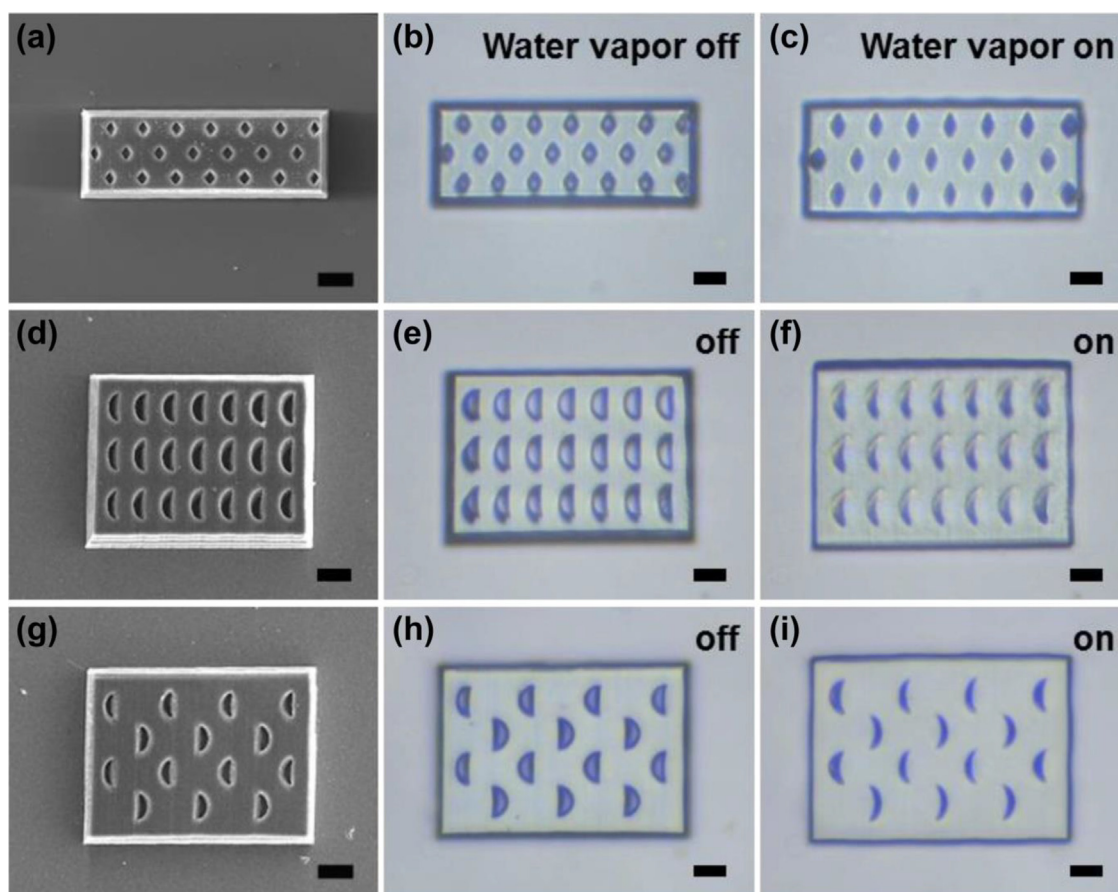 (a)
(b)
Water vapor off
(c)
Water vapor on
(d)
(e)
off
(f)
on
(g)
(h)
off
(i)
on